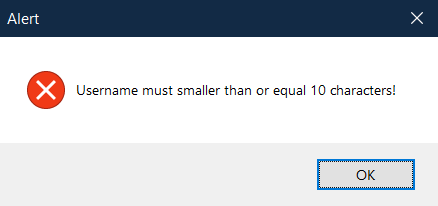 Alert
Username must smaller than or equal 10 characters!
OK